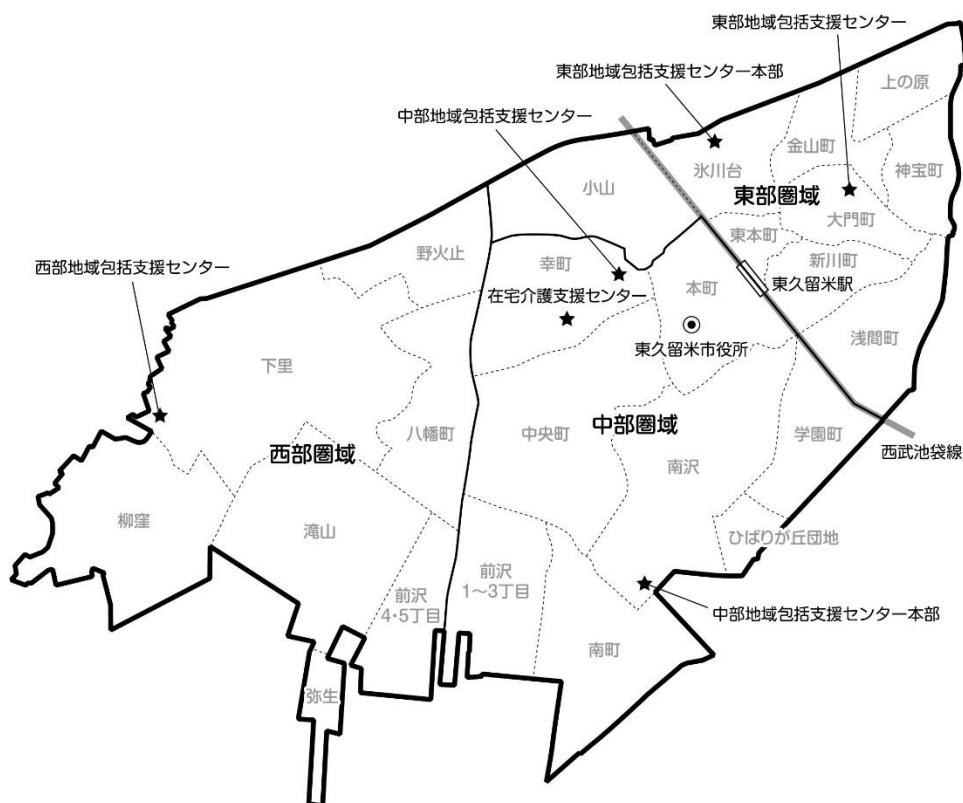 東部地域包括支援センター
東部地域包括支援センター本部
上の原
中部地域包括支援センター
金山町
氷川台
神宝町
小山
東部圏域
大門町
東本町
野火止
幸町
新川町
西部地域包括支援センター
東久留米駅
本町
在宅介護支援センター
浅間町
東久留米市役所
下里
八幡町
中央町
中部圏域
学園町
西部圏域
西武池袋線
南沢
柳窪
滝山
ひばりが丘団地
前沢
1〜3丁目
前沢
4・5丁目
中部地域包括支援センター本部
南町
弥生